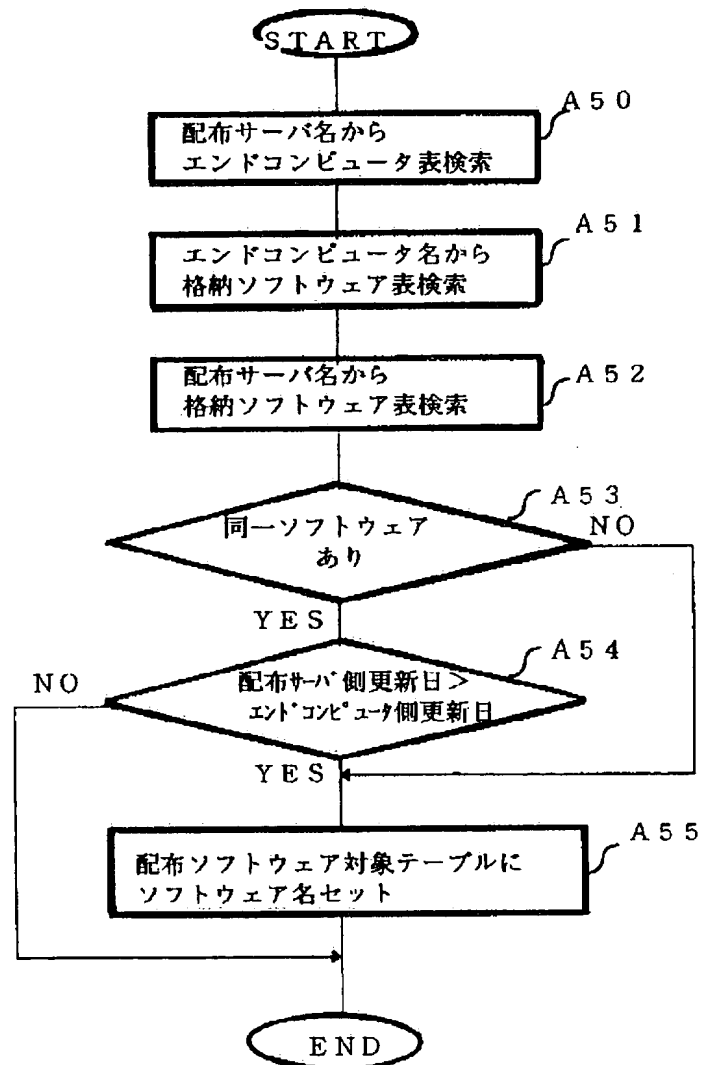 START
A50
配布サーバ名から
エンドコンピュータ表検索
A51
エンドコンピュータ名から
格納ソフトウェア表検索
A52
配布サーバ名から
格納ソフトウェア表検索
A53
同一ソフトウェア
あり
NO
YES
A54
NO
配布サーバ側更新日>
エンドコンピュータ側更新日
YES
A55
配布ソフトウェア対象テーブルに
ソフトウェア名セット
END